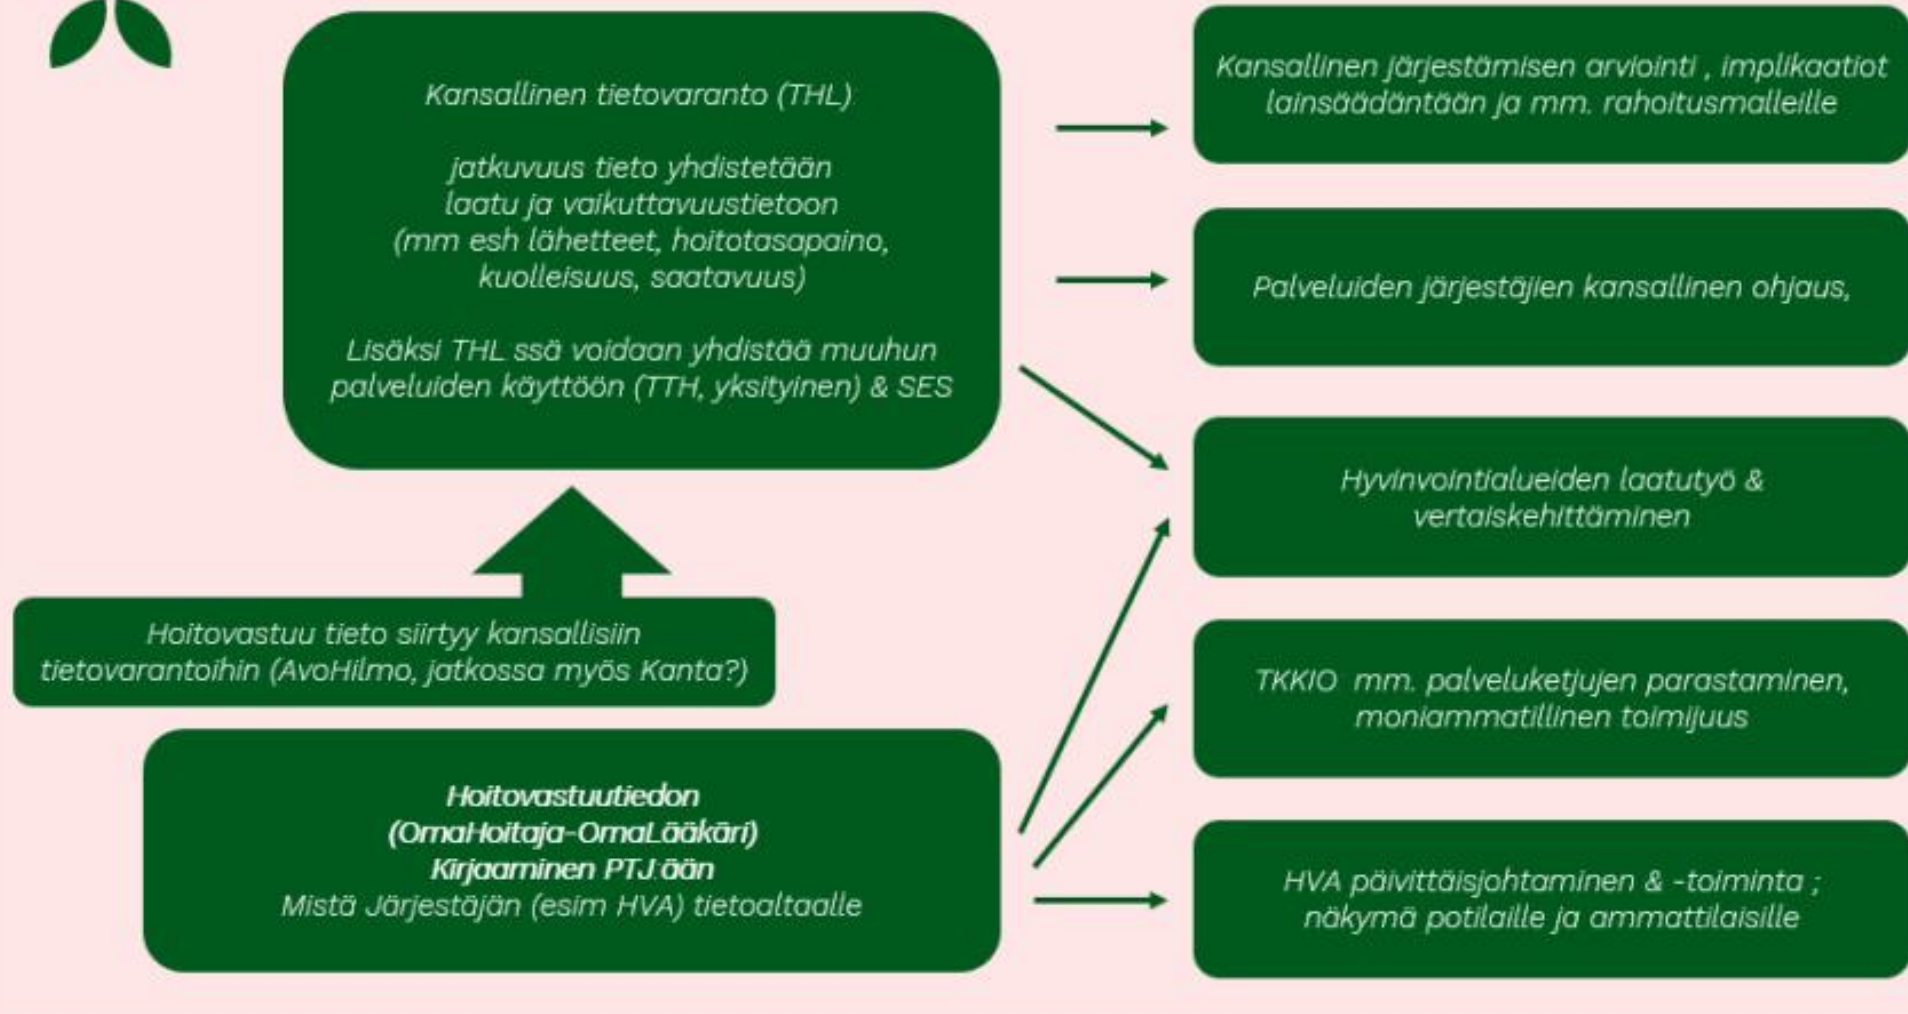 Kansallinen tietovaranto (THL)
jatkuvuus tieto yhdistetään
laatu ja vaikuttavuustietoon
(mm esh lähetteet, hoitotasapaino,
kuolleisuus, saatavuus)
Lisäksi THL ssä voidaan yhdistää muuhun
palveluiden käyttöön (TTH, yksityinen) & SES
Hoitovastuu tieto siirtyy kansallisiin
tietovarantoihin (AvoHilmo, jatkossa myös Kanta?)
Hoitovastuutiedon
(OmaHoitaja-OmaLääkäri)
Kirjaaminen PTJ:ään
Mistä Järjestäjän (esim HVA) tietoaltaalle
Kansallinen järjestämisen arviointi , implikaatiot
lainsäädäntään ja mm. rahoitusmalleille
Palveluiden järjestäjien kansallinen ohjaus,
Hyvinvointialueiden laatutyö &
vertaiskehittäminen
TKKIO  mm. palveluketjujen parastaminen,
moniammatillinen toimijuus
HVA päivittäisjohtaminen & -toiminta ;
näkymä potilaille ja ammattilaisille